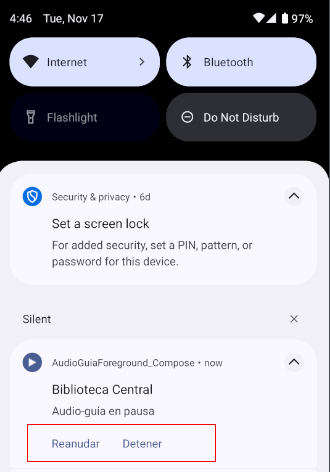 4:46 Tue, Nov 17 97%
Internet Bluetooth
Flashlight Do Not Disturb
Security & privacy • 6d
Set a screen lock
For added security, set a PIN, pattern, or
password for this device.
Silent
AudioGuiaForeground_Compose • now
Biblioteca Central
Audio-guía en pausa
Reanudar Detener